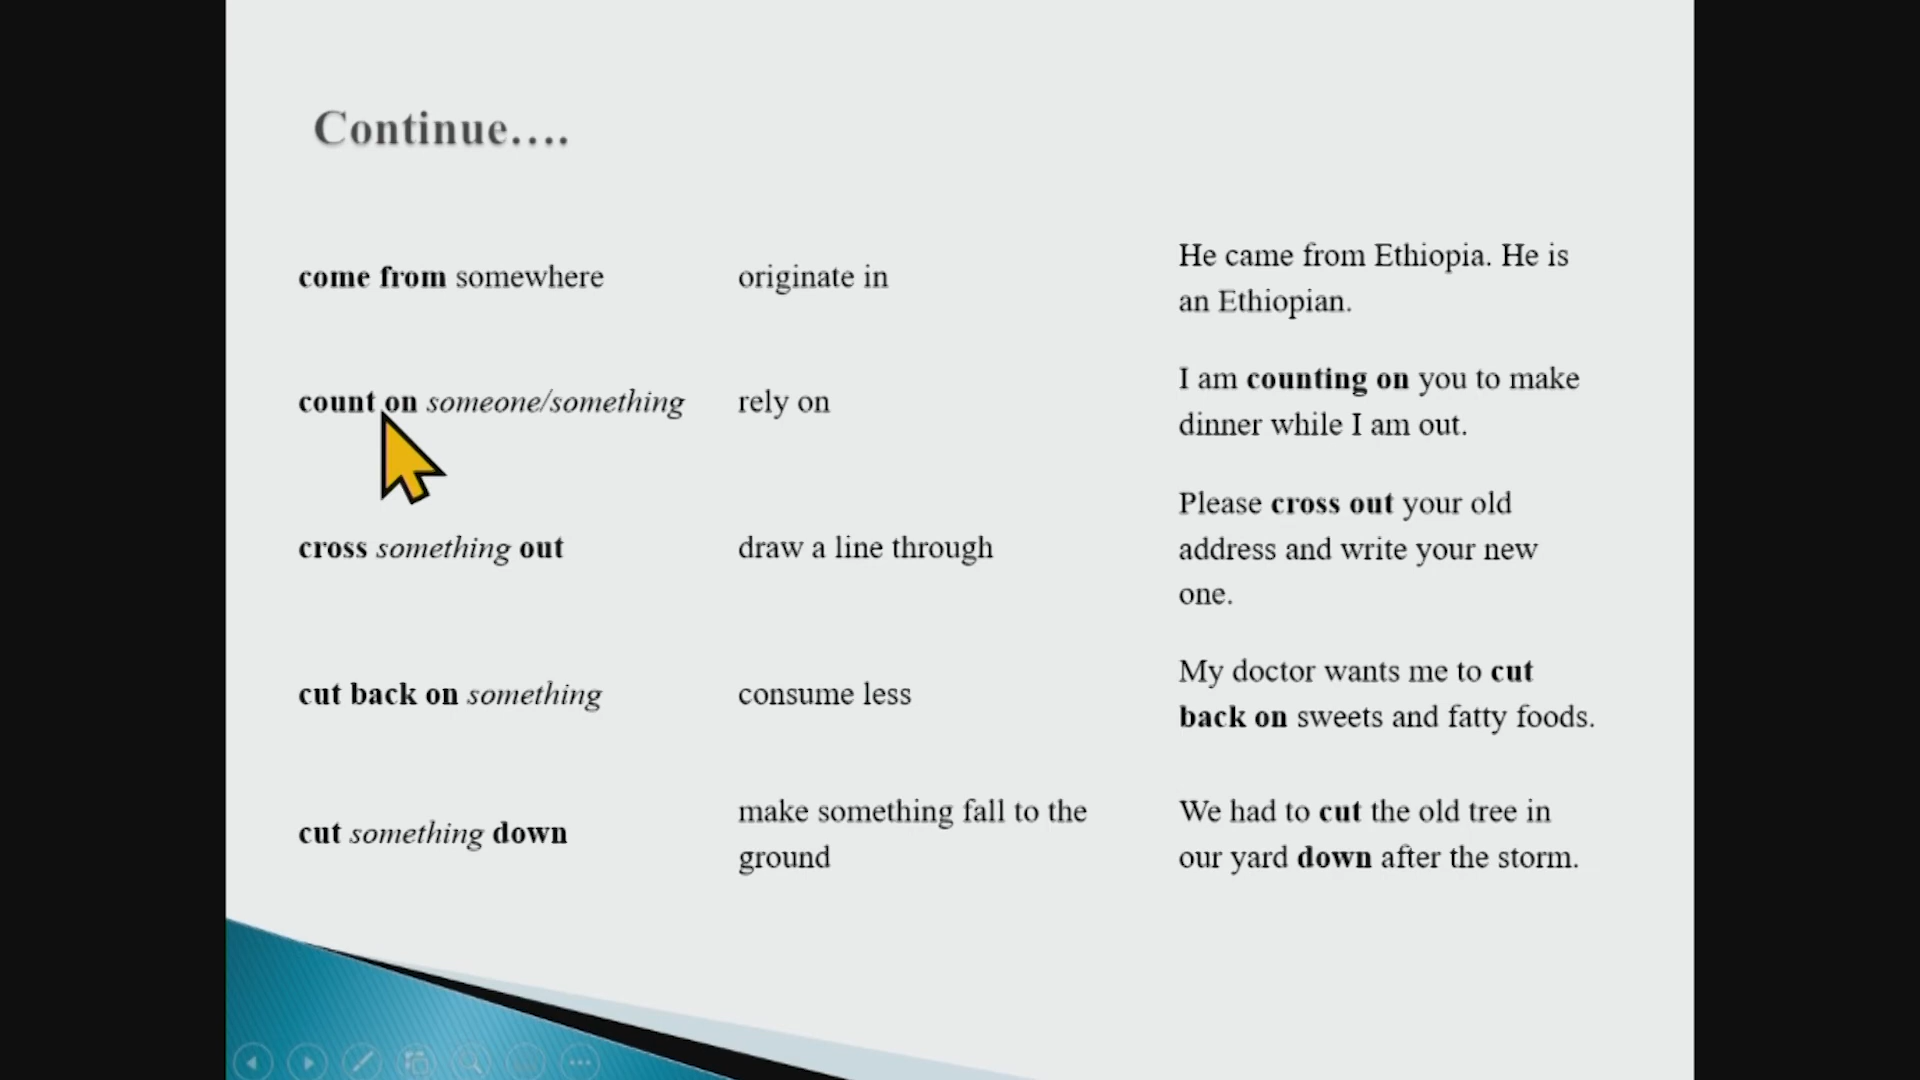 Continue....
come from somewhere
originate in
He came from Ethiopia. He is
an Ethiopian.
count on someone/something
rely on
I am counting on you to make
dinner while I am out.
cross something out
draw a line through
Please cross out your old
address and write your new
one.
cut back on something
consume less
My doctor wants me to cut
back on sweets and fatty foods.
cut something down
make something fall to the
ground
We had to cut the old tree in
our yard down after the storm.